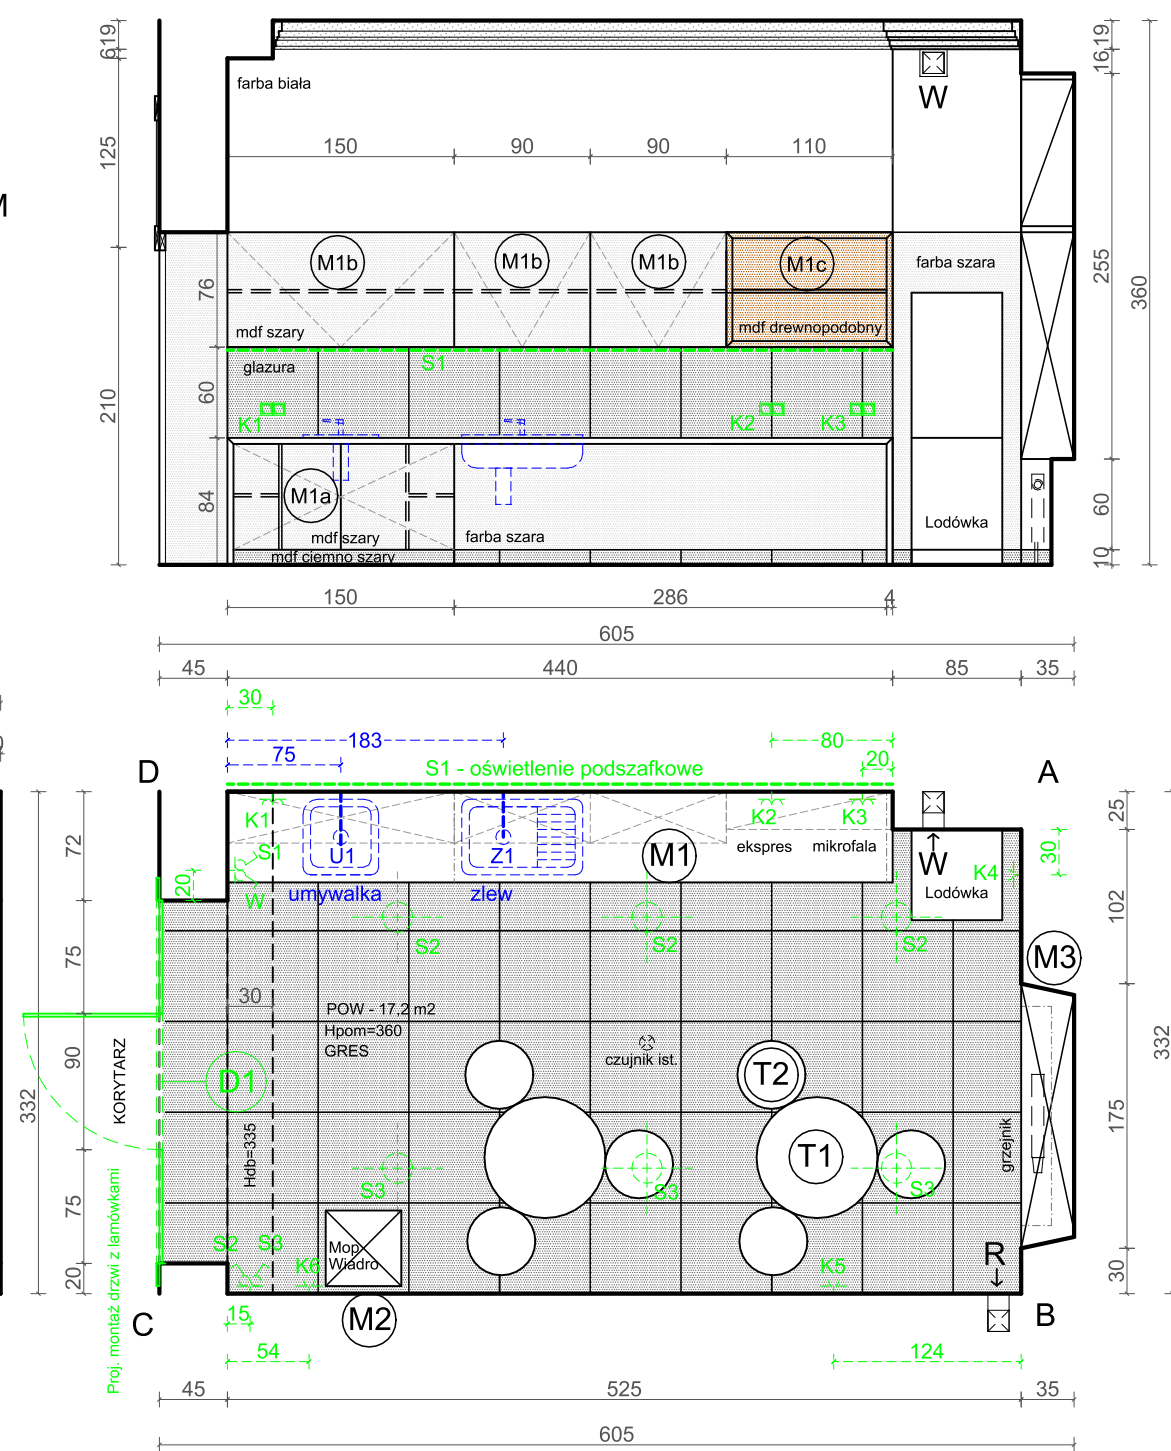 619
farba biała
16,19
W
125
150
90
90
110
M
M1b
M1b
M1b
M1c
farba szara
255
360
76
mdf szary
mdf drewnopodobny
S1
glazura
60
210
K1
K2
K3
84
M1a
mdf szary
farba szara
Lodówka
60
mdf ciemno szary
10
150
286
4
605
45
440
85
35
30
183
80
75
20
S1 - oświetlenie podszafkowe
D
A
25
K1
K2
K3
72
S1
U1
Z1
M1
ekspres
mikrofala
W
30
K4
20
W
umywalka
zlew
Lodówka
102
S2
S2
S2
M3
75
30
POW - 17,2 m2
Hpom=360
GRES
czujnik ist.
332
90
KORYTARZ
D1
T2
332
175
Hdb=335
T1
grzejnik
S3
S3
S3
75
Proj. montaż drzwi z lamówkami
S2
S3
K6
Mop
Wiadro
K5
R
20
30
C
15
M2
B
54
124
45
525
35
605